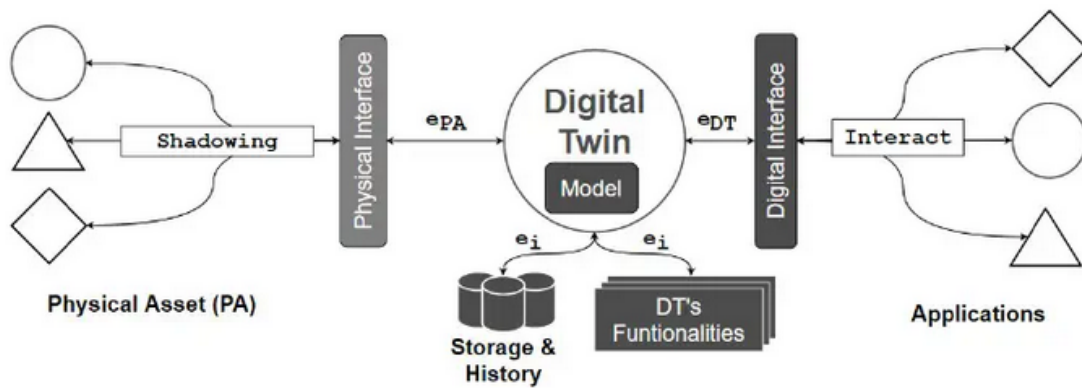 Shadowing
Physical Interface
ePA
Digital
Twin
Model
eDT
Digital Interface
Interact
ei
ei
Physical Asset (PA)
Storage &
History
DT's
Funtionalities
Applications